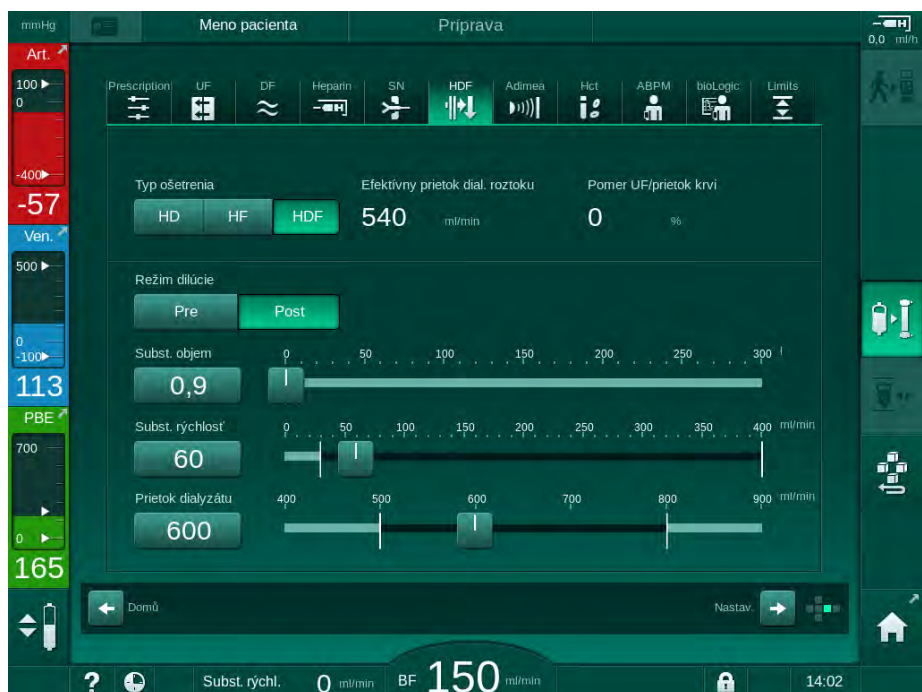 mmHg
Meno pacienta
Príprava
0,0 ml/h
Art.
100
0
-400
-57
Ven.
500
0
-100
113
PBE
700
0
165
Prescription UF DF Heparin SN HDF Adimea Hct ABPM bioLogic Limits
Typ ošetrenia Efektívny prietok dial. roztoku Pomer UF/prietok krvi
HD HF HDF 540 ml/min 0 %
Režim dilúcie
Pre Post
Subst. objem 0 50 100 150 200 250 300 l
0,9
Subst. rýchlosť 0 50 100 150 200 250 300 350 400 ml/min
60
Prietok dialyzátu 400 500 600 700 800 900 ml/min
600
Domů Nastav.
? Subst. rýchl. 0 ml/min BF 150 ml/min 14:02